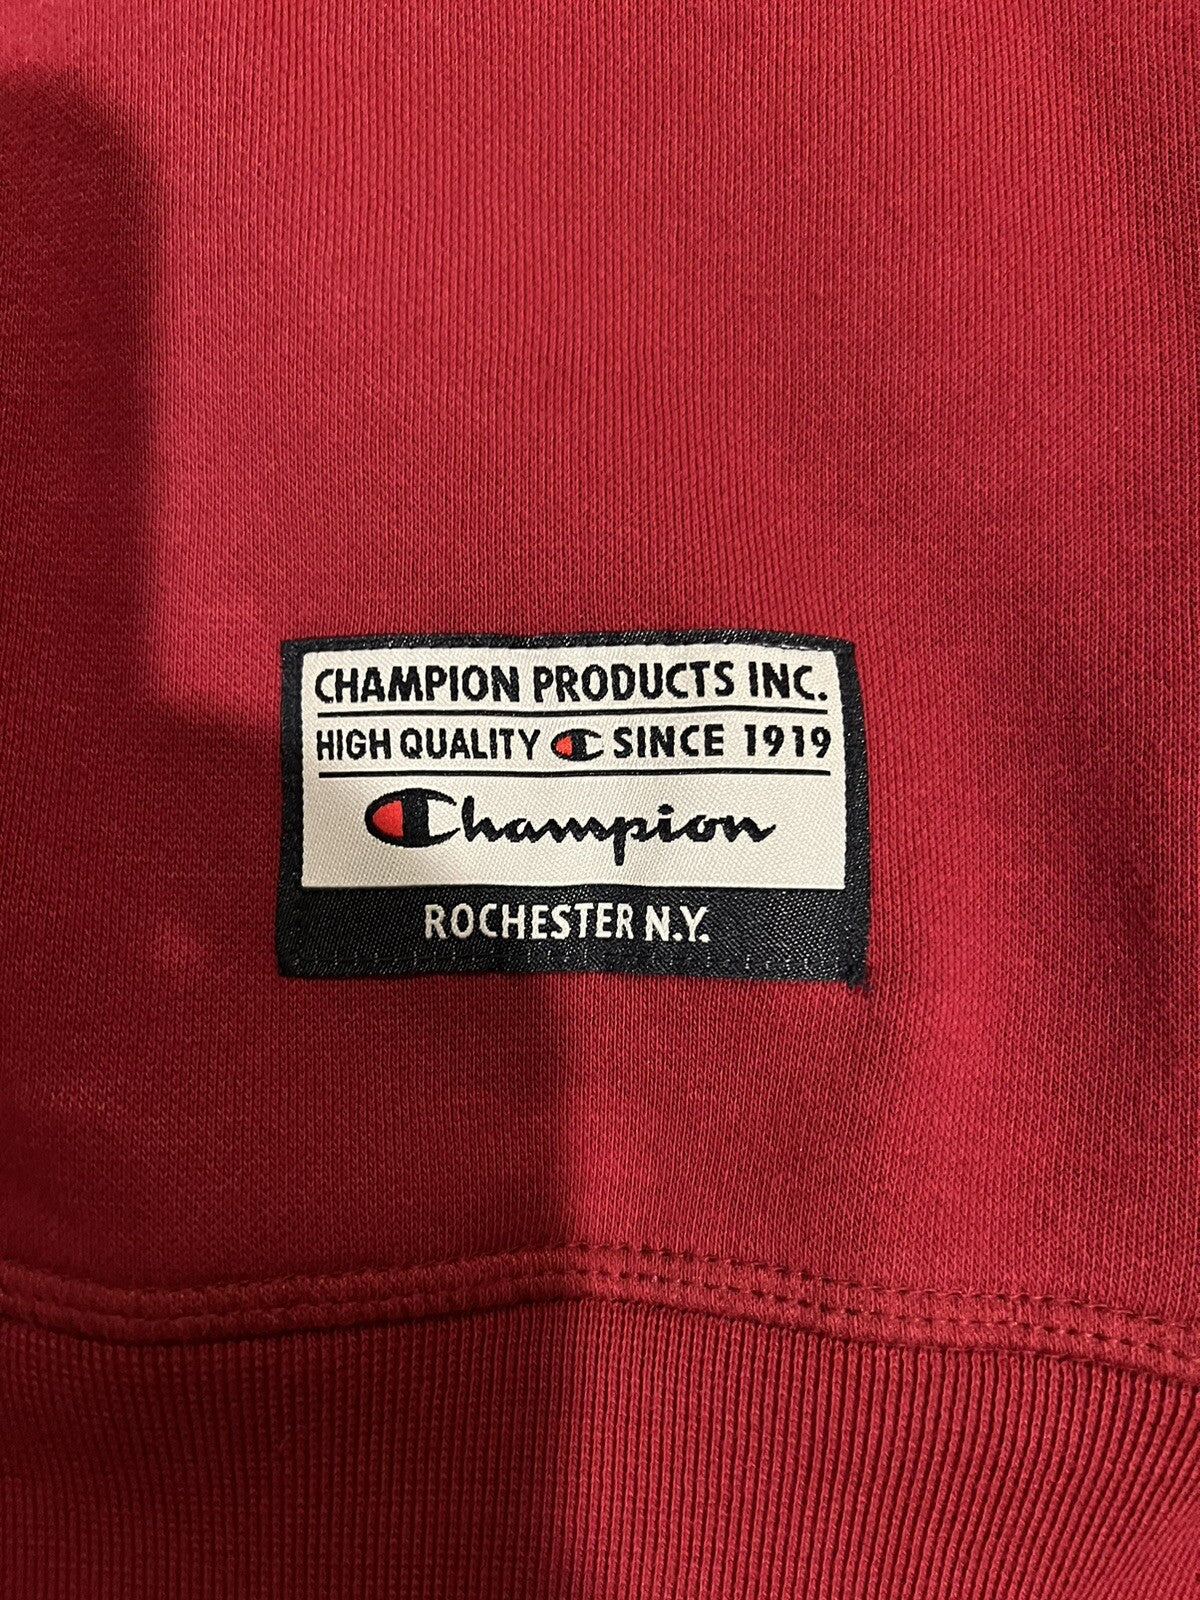 CHAMPION PRODUCTS INC.
HIGH QUALITY C SINCE 1919
Champion
ROCHESTER N.Y.